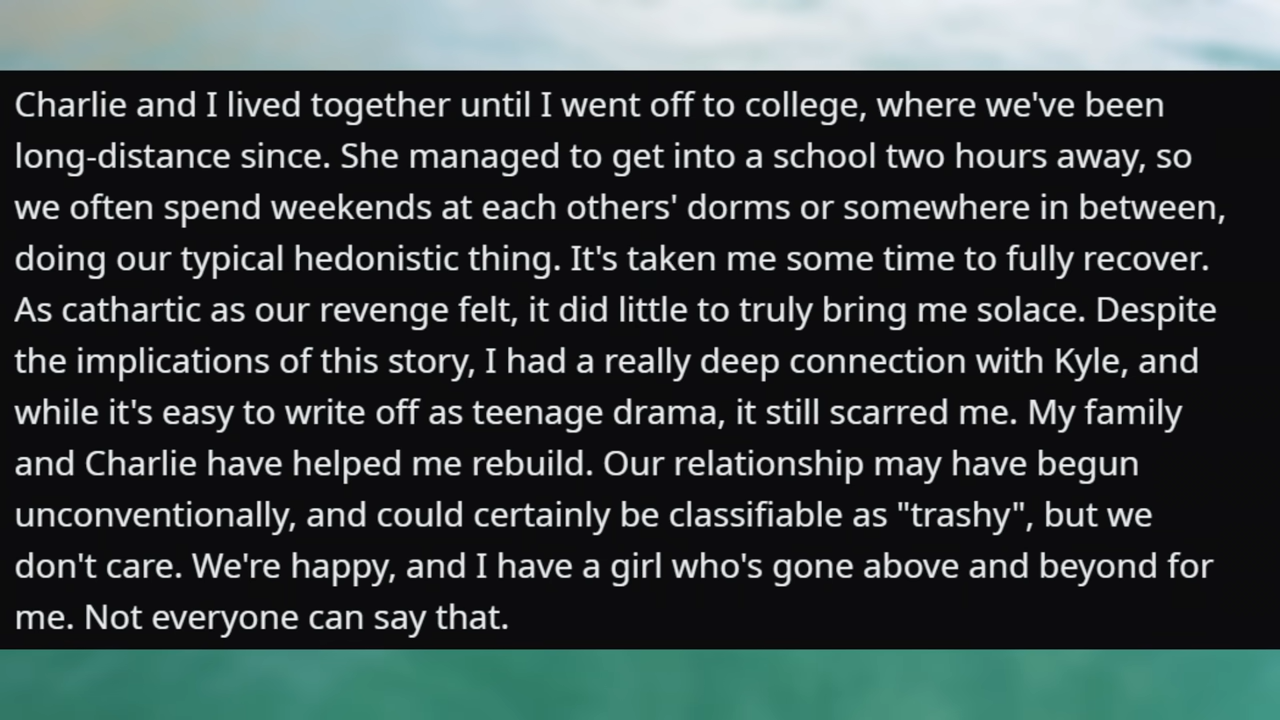 Charlie and I lived together until I went off to college, where we've been
long-distance since. She managed to get into a school two hours away, so
we often spend weekends at each others' dorms or somewhere in between,
doing our typical hedonistic thing. It's taken me some time to fully recover.
As cathartic as our revenge felt, it did little to truly bring me solace. Despite
the implications of this story, I had a really deep connection with Kyle, and
while it's easy to write off as teenage drama, it still scarred me. My family
and Charlie have helped me rebuild. Our relationship may have begun
unconventionally, and could certainly be classifiable as "trashy", but we
don't care. We're happy, and I have a girl who's gone above and beyond for
me. Not everyone can say that.